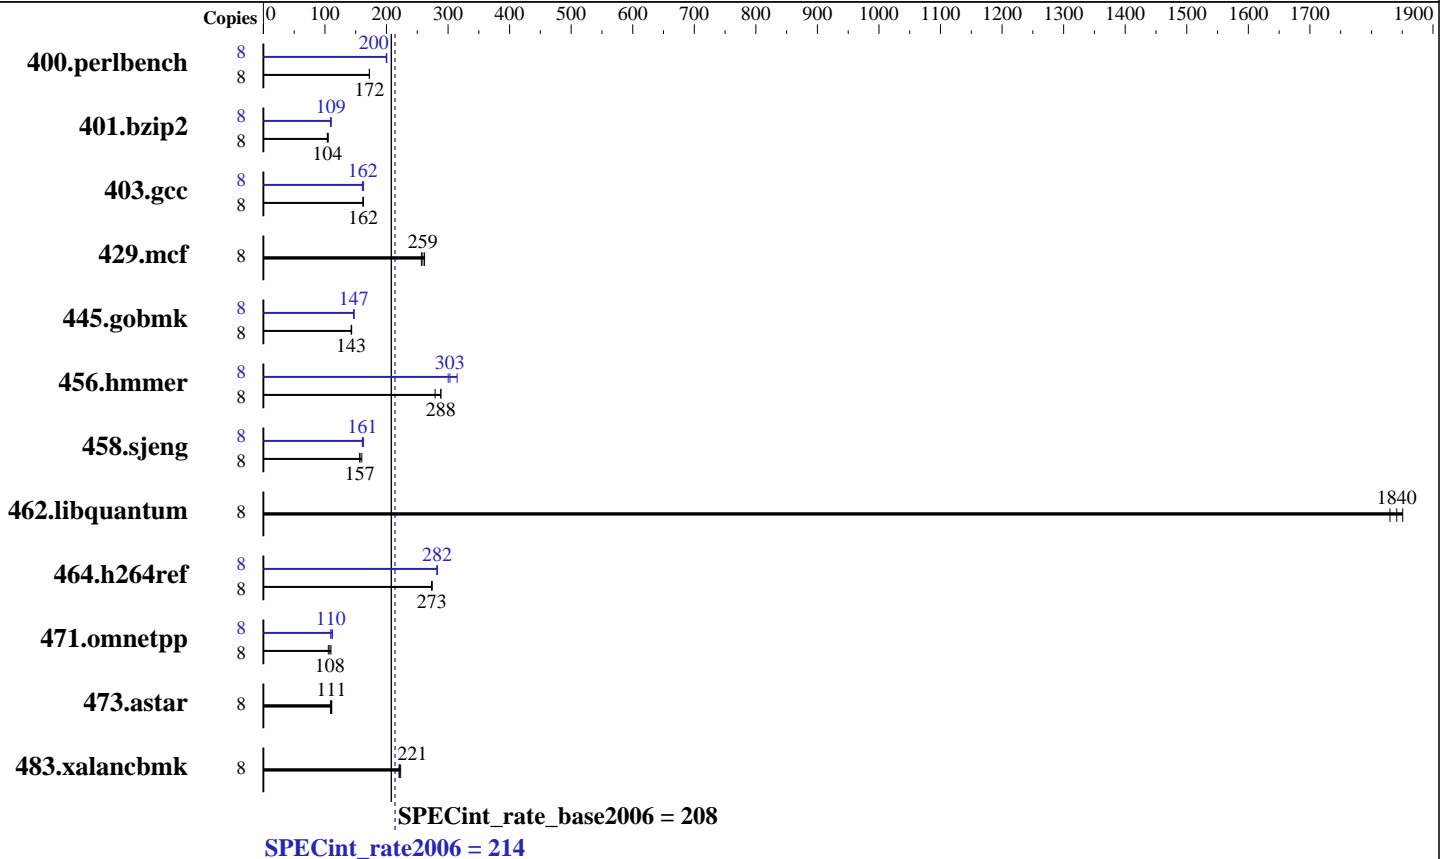 Copies 0 100 200 300 400 500 600 700 800 900 1000 1100 1200 1300 1400 1500 1600 1700 1900
400.perlbench 8 200
8 172
401.bzip2 8 109
8 104
403.gcc 8 162
8 162
429.mcf 8 259
445.gobmk 8 147
8 143
456.hmmer 8 303
8 288
458.sjeng 8 161
8 157
462.libquantum 8 1840
464.h264ref 8 282
8 273
471.omnetpp 8 110
8 108
473.astar 8 111
483.xalancbmk 8 221
SPECint_rate_base2006 = 208
SPECint_rate2006 = 214